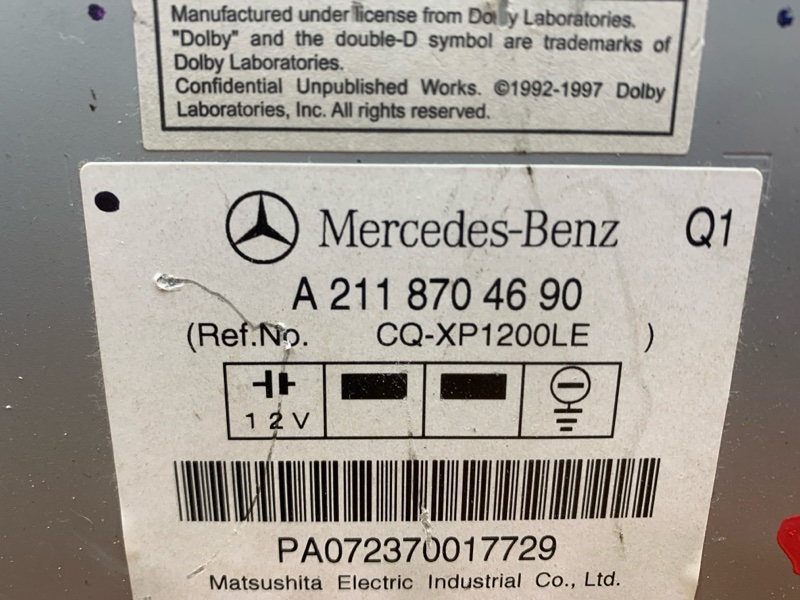 Manufactured under license from Dolby Laboratories.
"Dolby" and the double-D symbol are trademarks of
Dolby Laboratories.
Confidential Unpublished Works. ©1992-1997 Dolby
Laboratories, Inc. All rights reserved.
Mercedes-Benz Q1
A 211 870 46 90
(Ref.No. CQ-XP1200LE )
12V
PA072370017729
Matsushita Electric Industrial Co., Ltd.